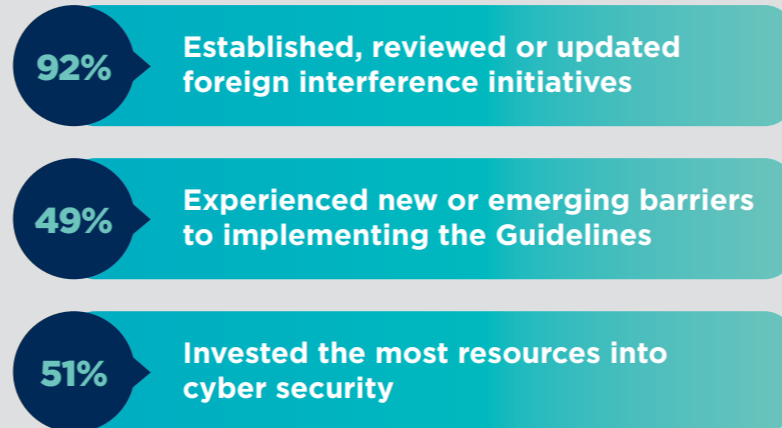 92%
Established, reviewed or updated
foreign interference initiatives
49%
Experienced new or emerging barriers
to implementing the Guidelines
51%
Invested the most resources into
cyber security